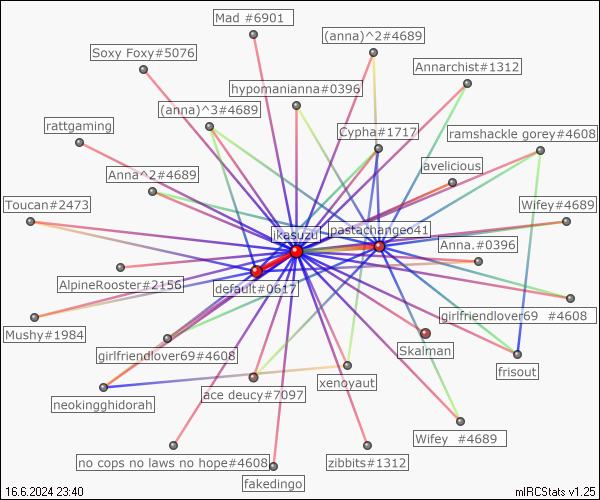 Mad #6901
(anna)^2#4689
Soxy Foxy#5076
Annarchist#1312
hypomanianna#0396
(anna)^3#4689
rattgaming
Cypha#1717
ramshackle gorey#4608
Anna^2#4689
lavelicious
Toucan#2473
Wifey#4689
ikasuzu
pastachangeo41
Anna.#0396
AlpineRooster#2156
default#0617
girlfriendlover69 #4608
Mushy#1984
Skalman
girlfriendlover69#4608
frisout
xenoyaut
ace deucy#7097
neokingghidorah
Wifey #4689
no cops no laws no hope#4608
zibbits#1312
fakedingo
16.6.2024 23:40
mIRCStats v1.25